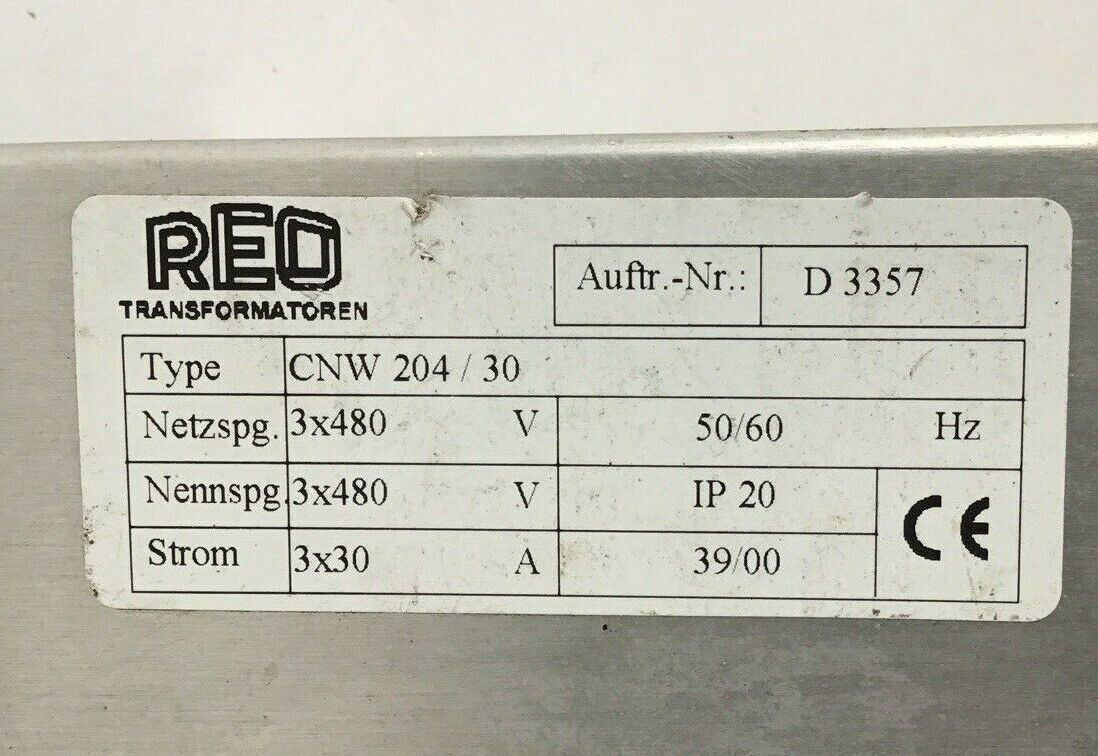 REO
TRANSFORMATOREN
Auftr.-Nr.: D 3357
Type CNW 204 / 30
Netzspg. 3x480 V 50/60 Hz
Nennspg. 3x480 V IP 20
CE
Strom 3x30 A 39/00